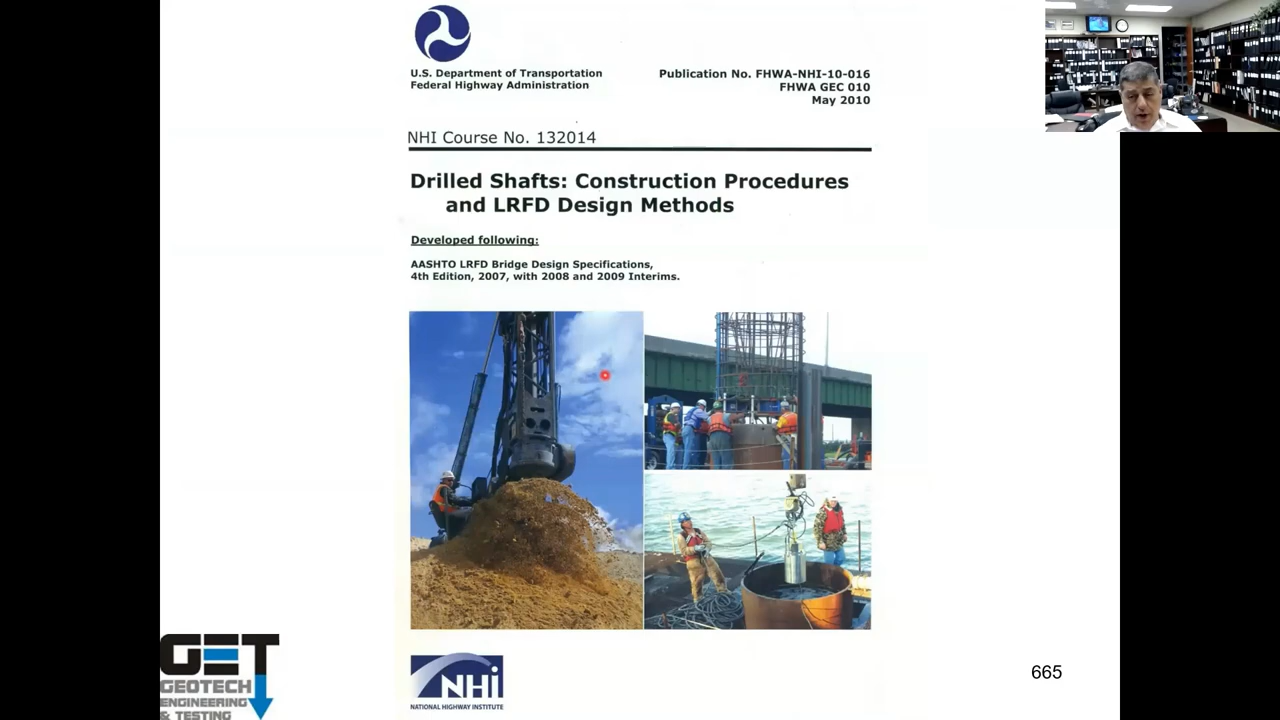 U.S. Department of Transportation
Federal Highway Administration
Publication No. FHWA-NHI-10-016
FHWA GEC 010
May 2010
NHI Course No. 132014
Drilled Shafts: Construction Procedures
and LRFD Design Methods
Developed following:
AASHTO LRFD Bridge Design Specifications,
4th Edition, 2007, with 2008 and 2009 Interims.
GET
GEOTECH
ENGINEERING
& TESTING
NHi
NATIONAL HIGHWAY INSTITUTE
665